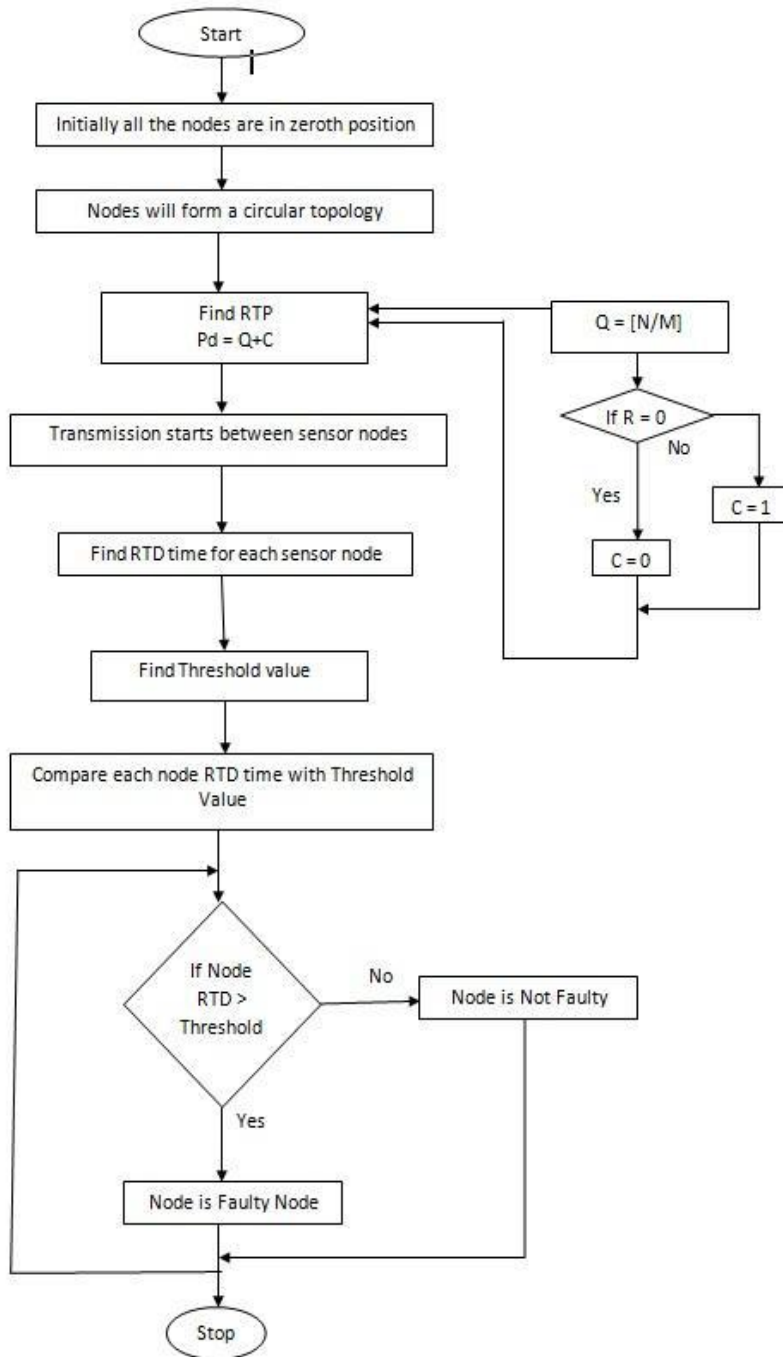 Start
Initially all the nodes are in zeroth position
Nodes will form a circular topology
Find RTP
Pd = Q+C
Q = [N/M]
If R = 0
No
Yes
C = 1
C = 0
Transmission starts between sensor nodes
Find RTD time for each sensor node
Find Threshold value
Compare each node RTD time with Threshold
Value
If Node
RTD >
Threshold
No
Node is Not Faulty
Yes
Node is Faulty Node
Stop